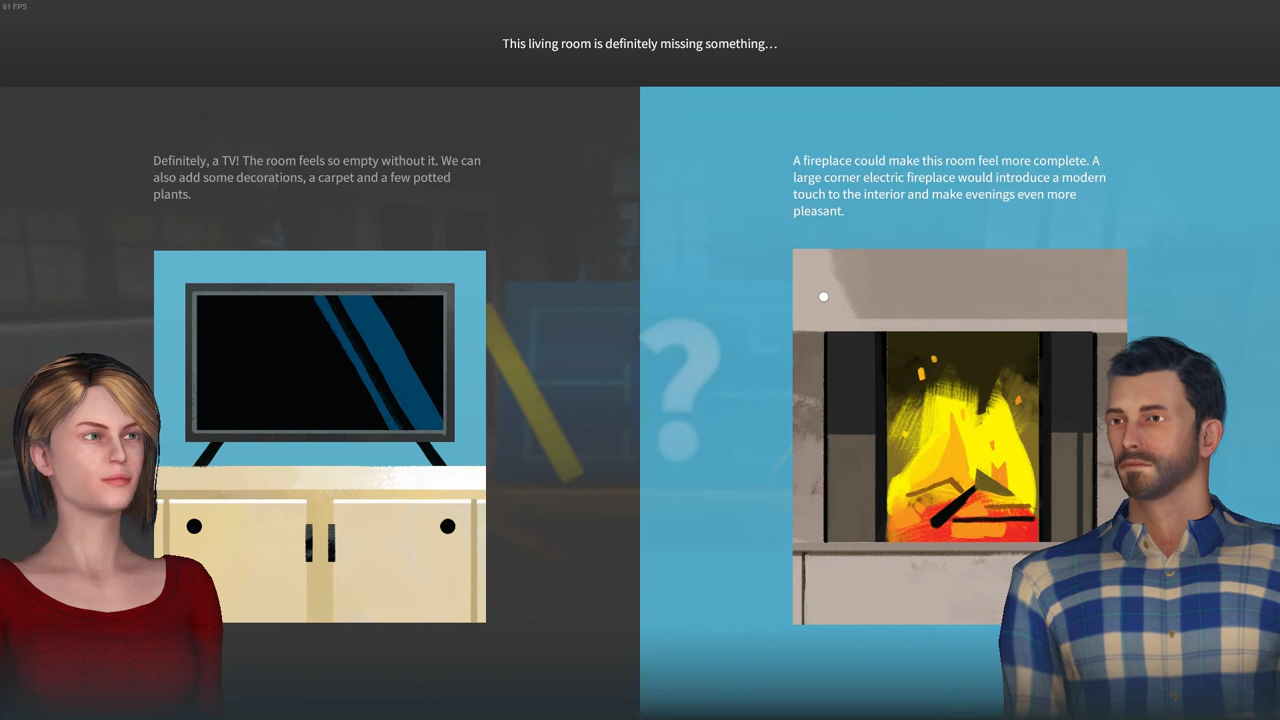 61 FPS
This living room is definitely missing something...
Definitely, a TV! The room feels so empty without it. We can
also add some decorations, a carpet and a few potted
plants.
A fireplace could make this room feel more complete. A
large corner electric fireplace would introduce a modern
touch to the interior and make evenings even more
pleasant.
?